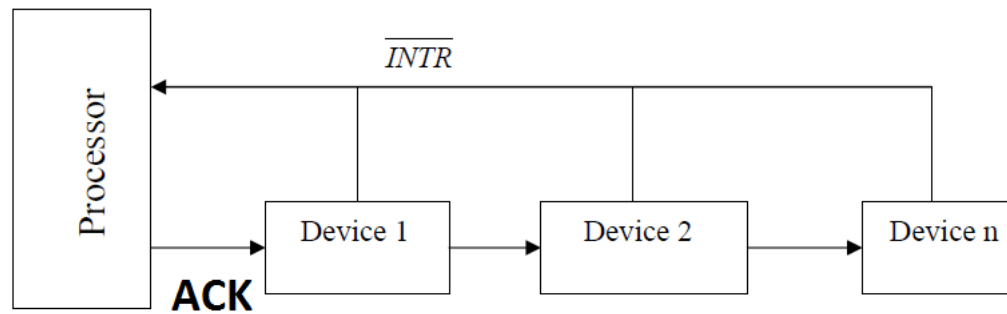 INTR
Processor
Device 1
Device 2
Device n
ACK